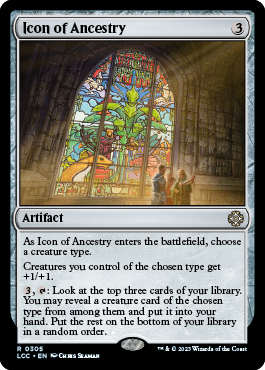 Icon of Ancestry 3
Artifact
As Icon of Ancestry enters the battlefield, choose
a creature type.
Creatures you control of the chosen type get
+1/+1.
3, T: Look at the top three cards of your library.
You may reveal a creature card of the chosen
type from among them and put it into your
hand. Put the rest on the bottom of your library
in a random order.
R 0305
LCC • EN Chris Seaman
™ & © 2023 Wizards of the Coast